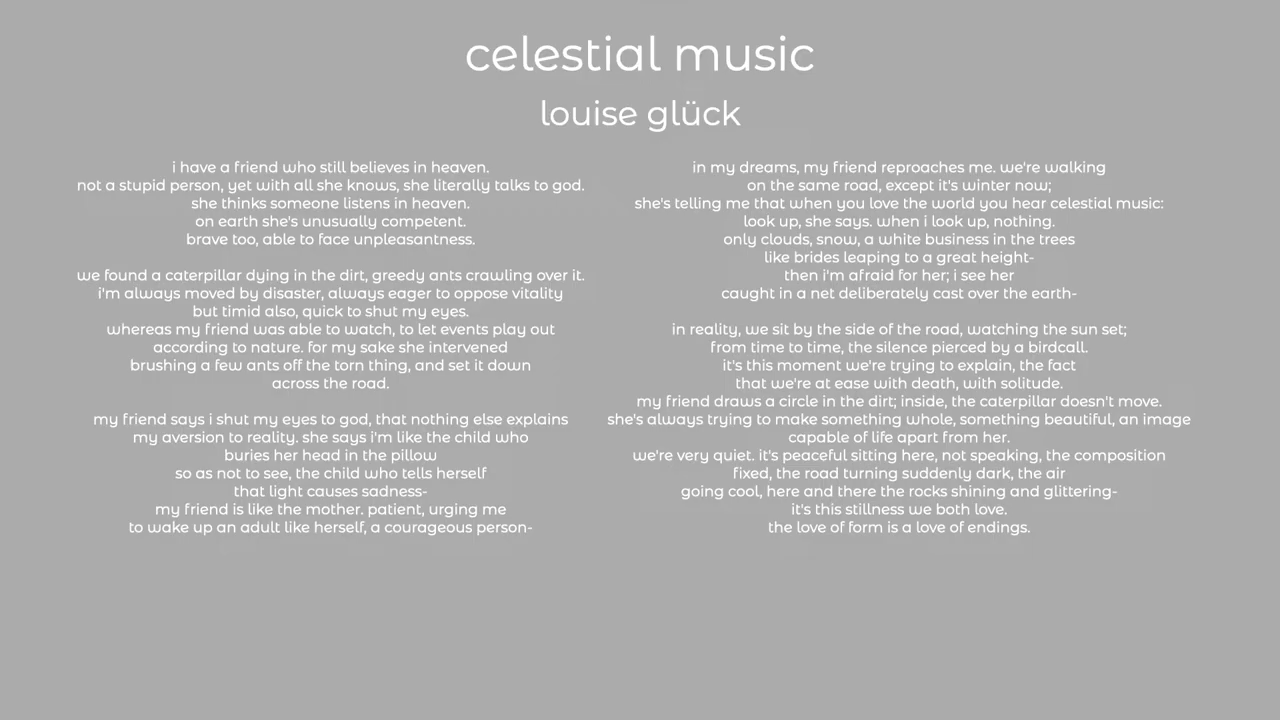 celestial music
louise glück
i have a friend who still believes in heaven.
not a stupid person, yet with all she knows, she literally talks to god.
she thinks someone listens in heaven.
on earth she's unusually competent.
brave too, able to face unpleasantness.
we found a caterpillar dying in the dirt, greedy ants crawling over it.
i'm always moved by disaster, always eager to oppose vitality
but timid also, quick to shut my eyes.
whereas my friend was able to watch, to let events play out
according to nature. for my sake she intervened
brushing a few ants off the torn thing, and set it down
across the road.
my friend says i shut my eyes to god, that nothing else explains
my aversion to reality. she says i'm like the child who
buries her head in the pillow
so as not to see, the child who tells herself
that light causes sadness-
my friend is like the mother. patient, urging me
to wake up an adult like herself, a courageous person-
in my dreams, my friend reproaches me. we're walking
on the same road, except it's winter now;
she's telling me that when you love the world you hear celestial music:
look up, she says. when i look up, nothing.
only clouds, snow, a white business in the trees
like brides leaping to a great height-
then i'm afraid for her; i see her
caught in a net deliberately cast over the earth-
in reality, we sit by the side of the road, watching the sun set;
from time to time, the silence pierced by a birdcall.
it's this moment we're trying to explain, the fact
that we're at ease with death, with solitude.
my friend draws a circle in the dirt; inside, the caterpillar doesn't move.
she's always trying to make something whole, something beautiful, an image
capable of life apart from her.
we're very quiet. it's peaceful sitting here, not speaking, the composition
fixed, the road turning suddenly dark, the air
going cool, here and there the rocks shining and glittering-
it's this stillness we both love.
the love of form is a love of endings.